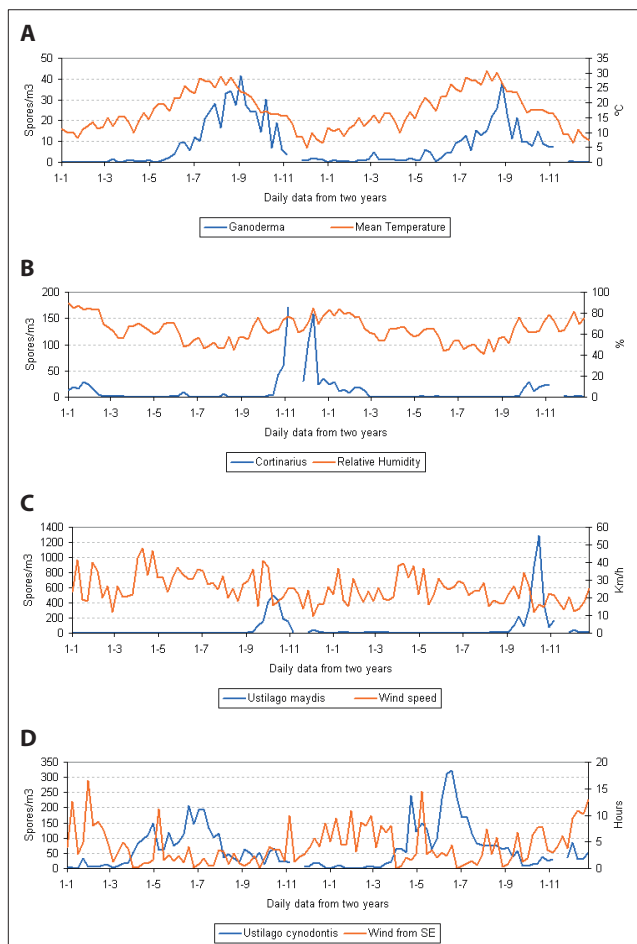 A
Spores/m3
50
40
30
20
10
0
35
30
25
20
15
10
5
0
ºC
1-1 1-3 1-5 1-7 1-9 1-11 1-1 1-3 1-5 1-7 1-9 1-11
Daily data from two years
Ganoderma Mean Temperature
B
Spores/m3
200
150
100
50
0
100
80
60
40
20
0
%
1-1 1-3 1-5 1-7 1-9 1-11 1-1 1-3 1-5 1-7 1-9 1-11
Daily data from two years
Cortinarius Relative Humidity
C
Spores/m3
1400
1200
1000
800
600
400
200
0
60
50
40
30
20
10
0
Km/h
1-1 1-3 1-5 1-7 1-9 1-11 1-1 1-3 1-5 1-7 1-9 1-11
Daily data from two years
Ustilago maydis Wind speed
D
Spores/m3
350
300
250
200
150
100
50
0
20
15
10
5
0
Hours
1-1 1-3 1-5 1-7 1-9 1-11 1-1 1-3 1-5 1-7 1-9 1-11
Daily data from two years
Ustilago cynodontis Wind from SE